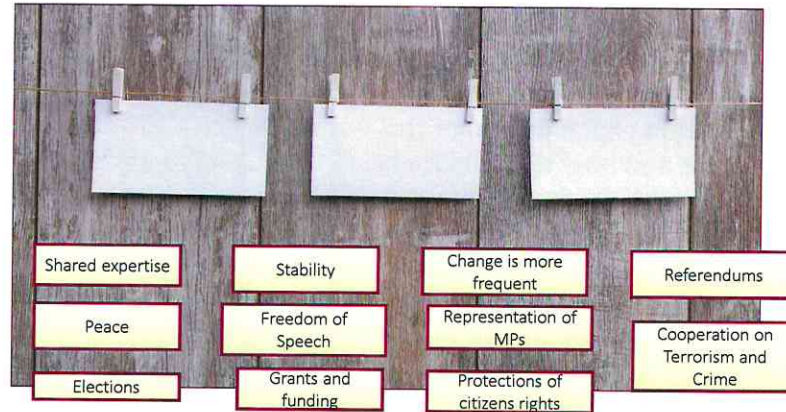 Shared expertise
Stability
Change is more
frequent
Referendums
Peace
Freedom of
Speech
Representation of
MPs
Cooperation on
Terrorism and
Crime
Elections
Grants and
funding
Protections of
citizens rights